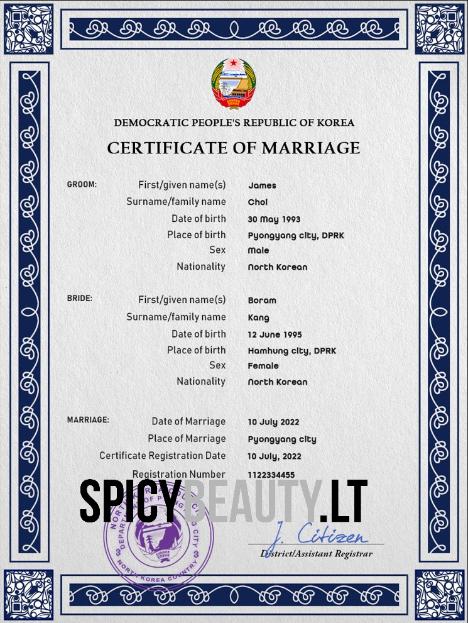 DEMOCRATIC PEOPLE'S REPUBLIC OF KOREA
CERTIFICATE OF MARRIAGE
GROOM: First/given name(s) James
Surname/family name Choi
Date of birth 30 May 1993
Place of birth Pyongyang city, DPRK
Sex Male
Nationality North Korean
BRIDE: First/given name(s) Boram
Surname/family name Kang
Date of birth 12 June 1995
Place of birth Hamhung city, DPRK
Sex Female
Nationality North Korean
MARRIAGE: Date of Marriage 10 July 2022
Place of Marriage Pyongyang city
Certificate Registration Date 10 July, 2022
Registration Number 1122334455
SPICYBEAUTY.LT
J. Citizen
District/Assistant Registrar
NORTH KOREA COUNTRY